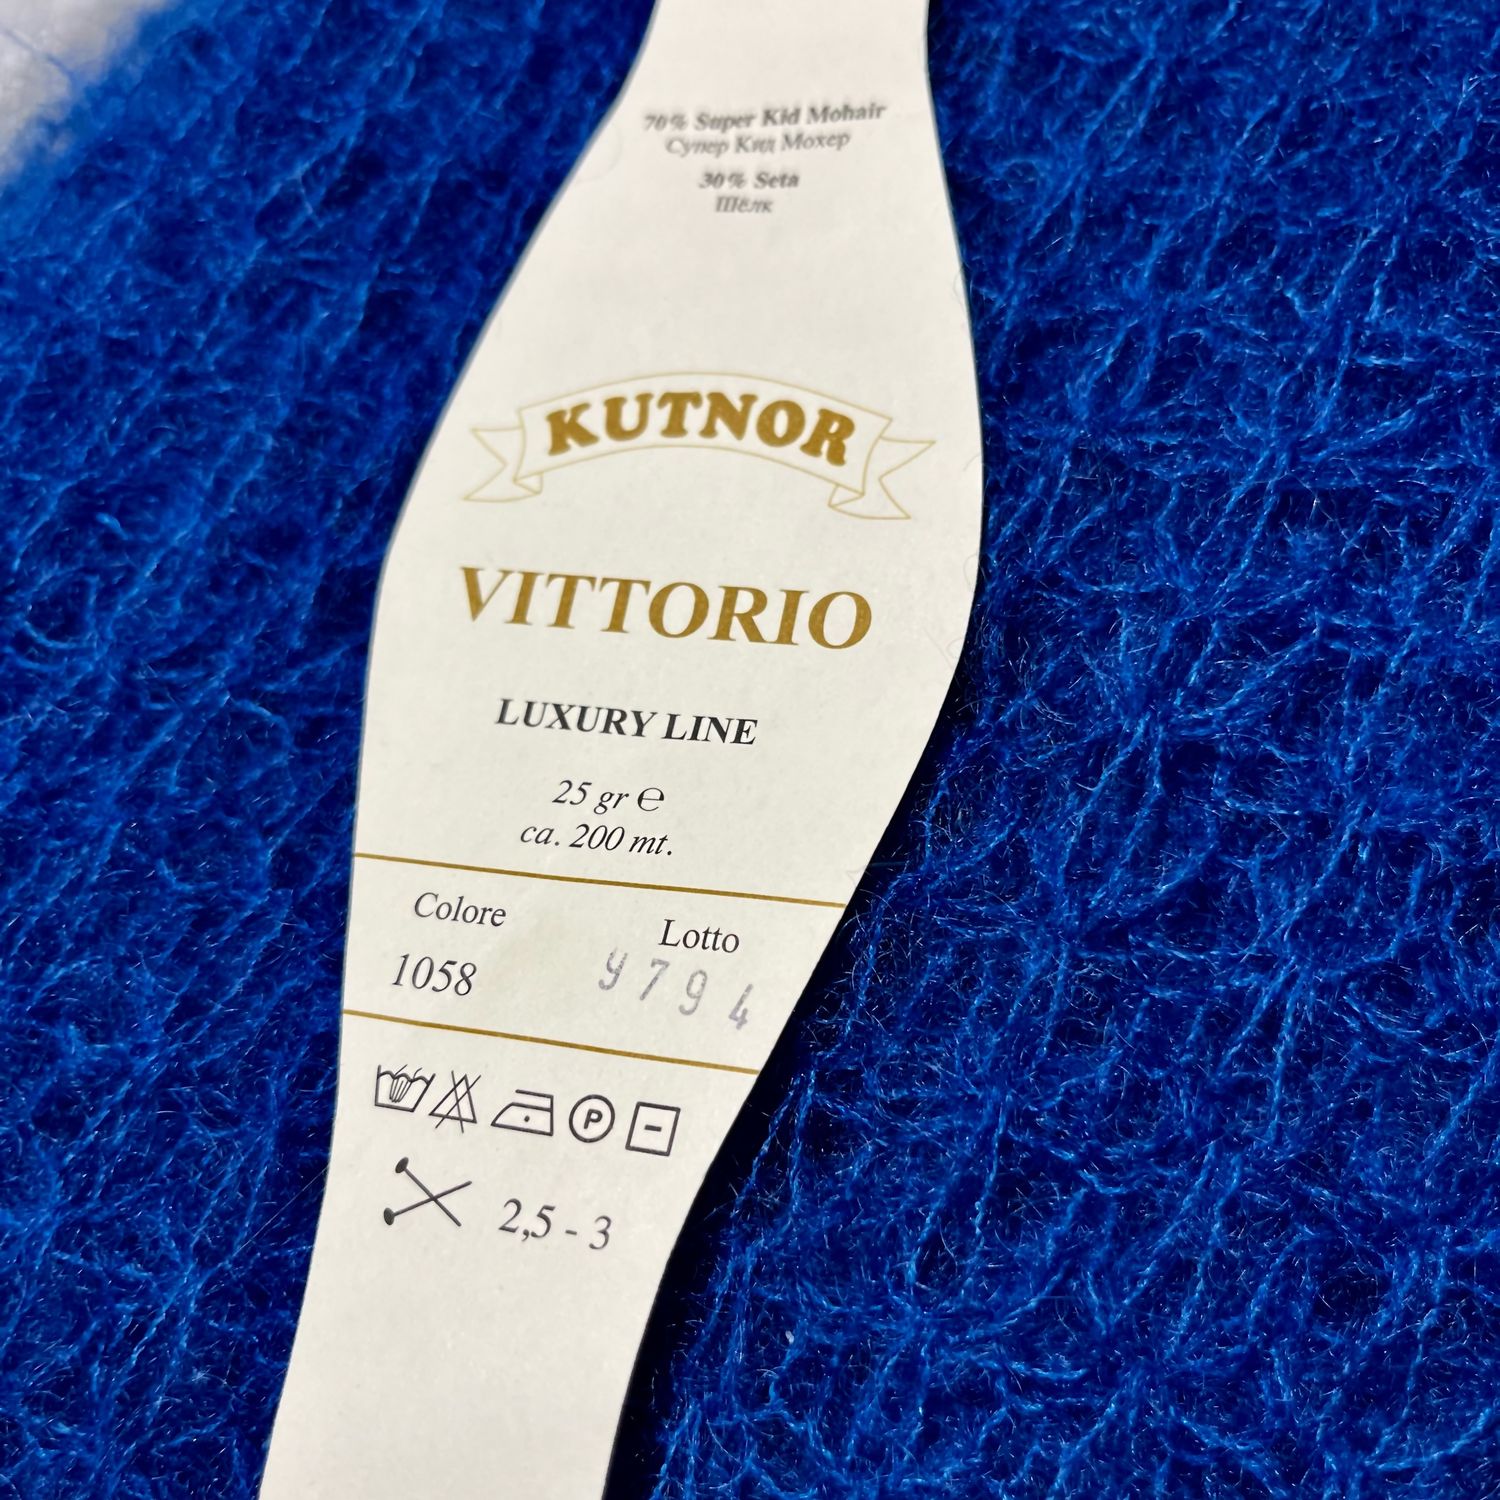 70% Super Kid Mohair
Супер Кид Мохер
30% Seta
Шёлк
KUTNOR
VITTORIO
LUXURY LINE
25 gr ℮
ca. 200 mt.
Colore Lotto
1058 9794
P
2,5 - 3